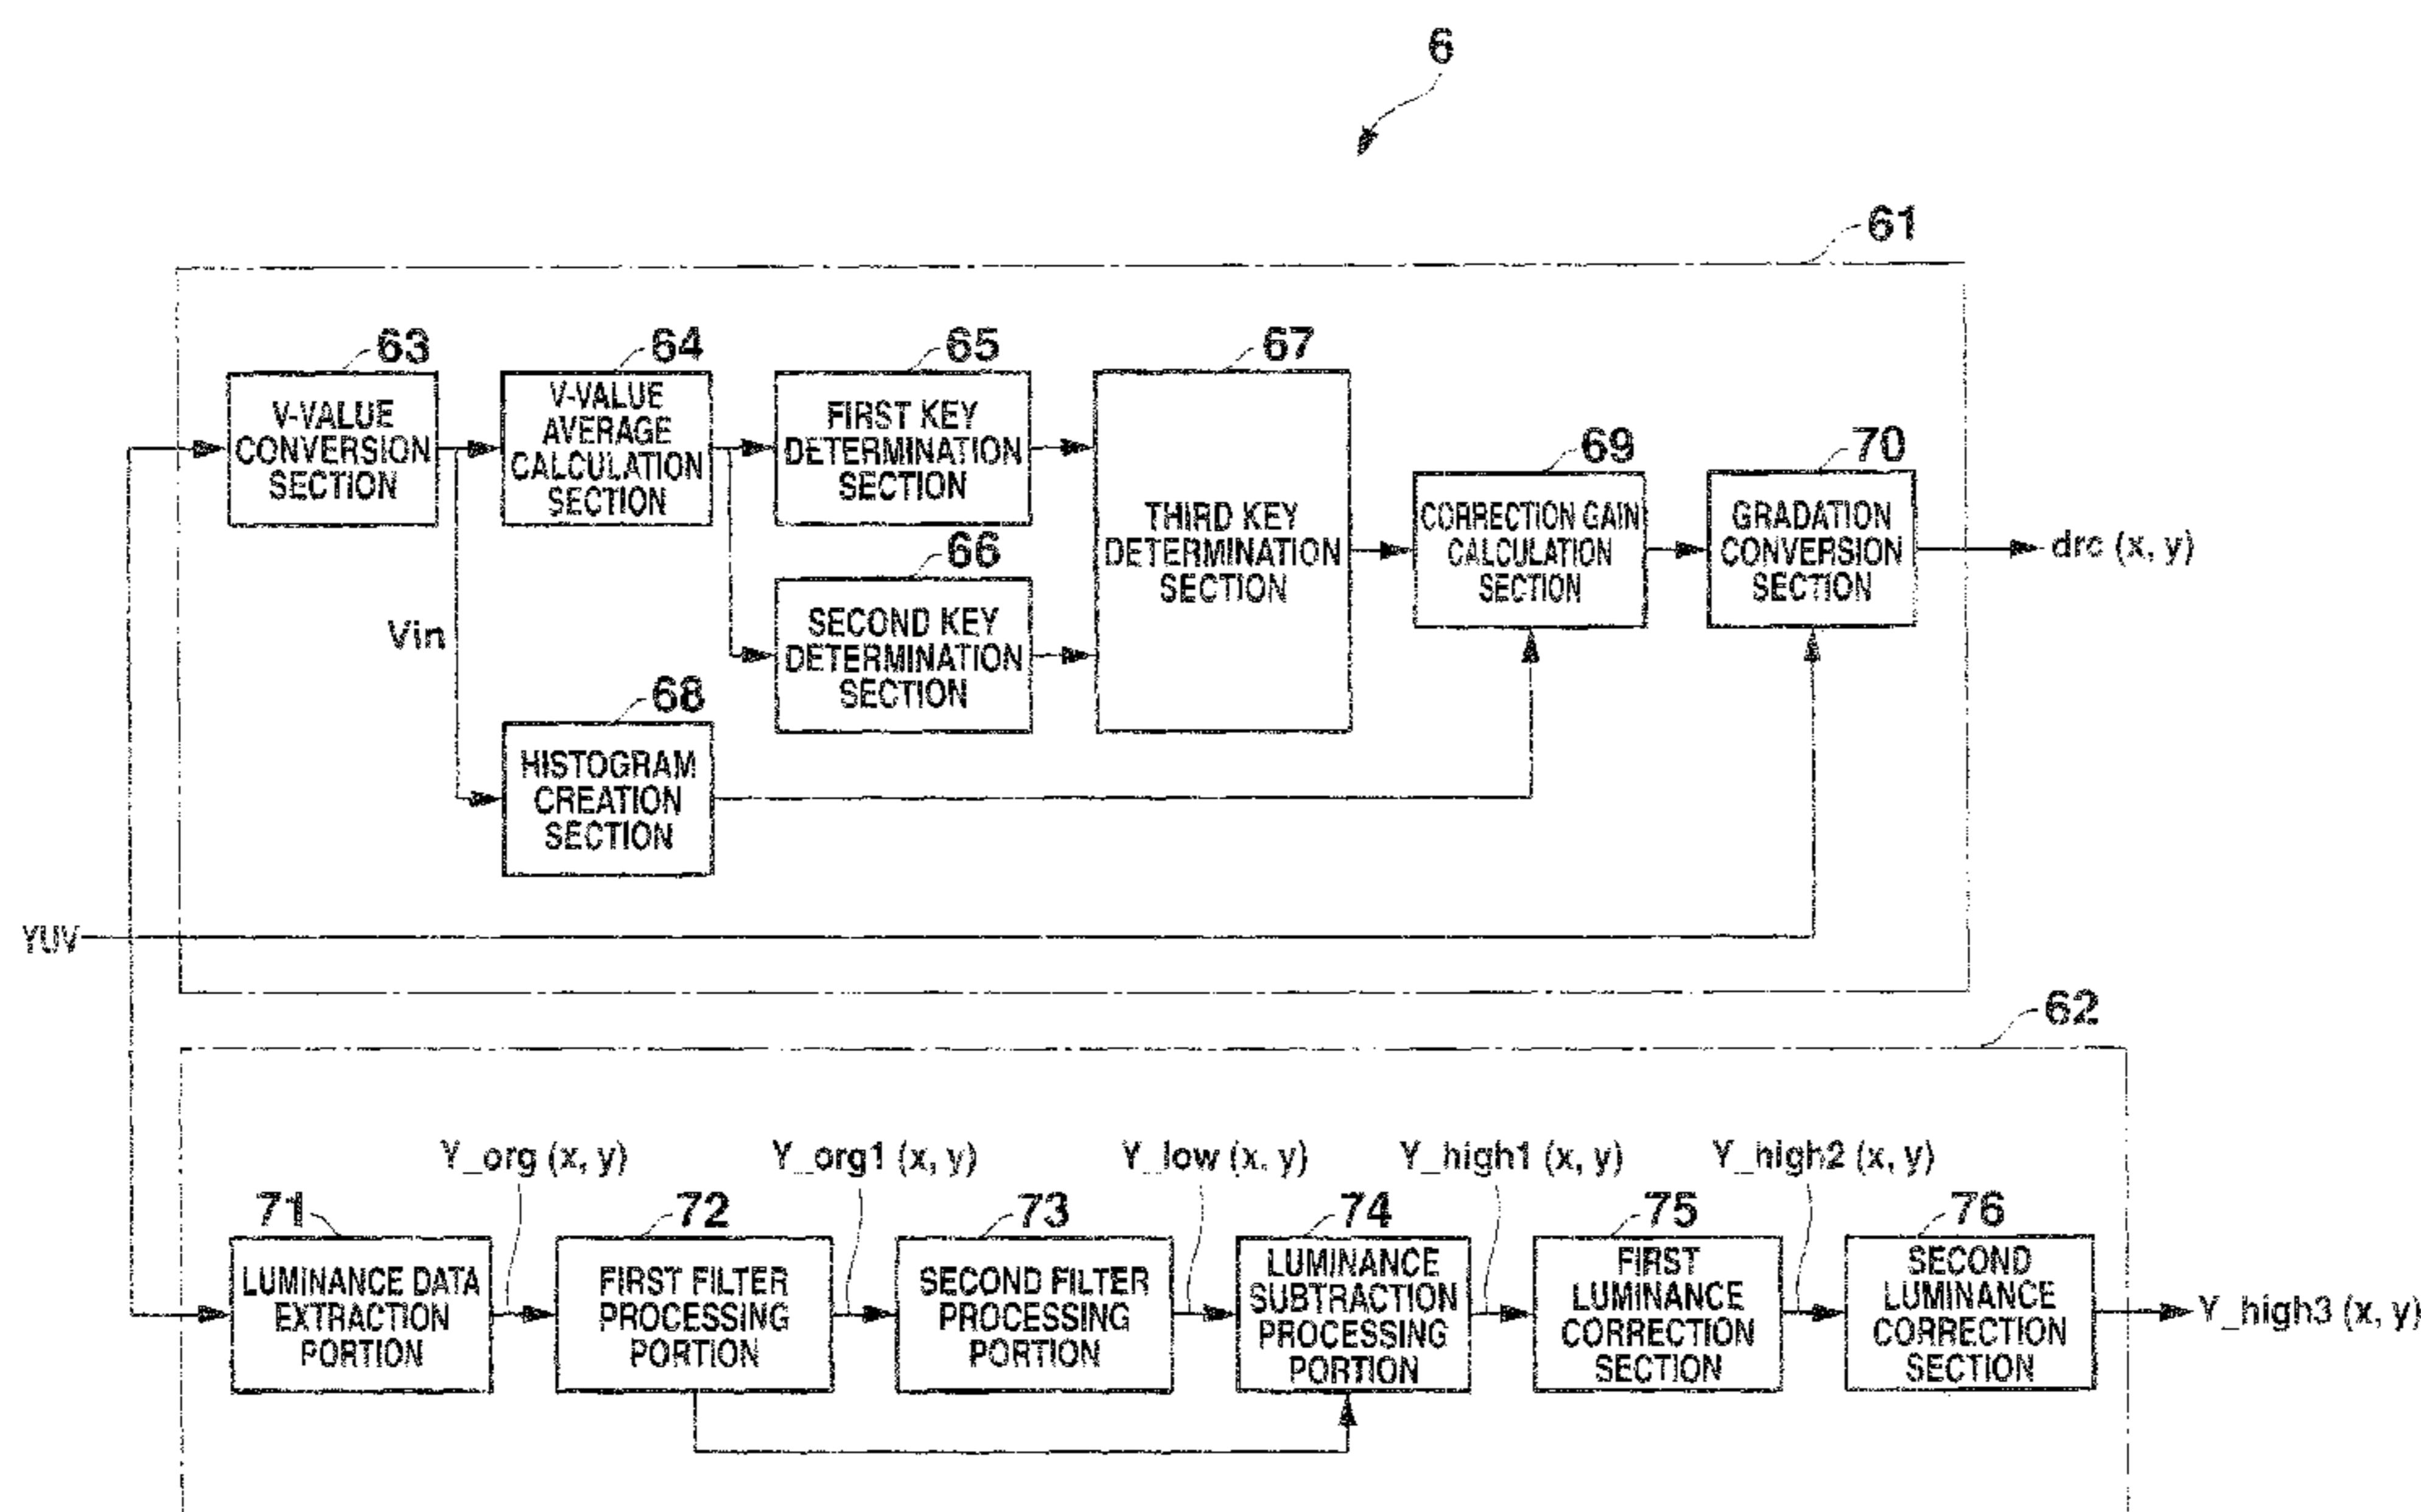 6
61
63
64
65
67
V-VALUE
CONVERSION
SECTION
V-VALUE
AVERAGE
CALCULATION
SECTION
FIRST KEY
DETERMINATION
SECTION
THIRD KEY
DETERMINATION
SECTION
69
CORRECTION GAIN
CALCULATION
SECTION
70
GRADATION
CONVERSION
SECTION
drc (x, y)
66
SECOND KEY
DETERMINATION
SECTION
Vin
68
HISTOGRAM
CREATION
SECTION
YUV
62
Y_org (x, y)
Y_org1 (x, y)
Y_low (x, y)
Y_high1 (x, y)
Y_high2 (x, y)
71
72
73
74
75
76
LUMINANCE DATA
EXTRACTION
PORTION
FIRST FILTER
PROCESSING
PORTION
SECOND FILTER
PROCESSING
PORTION
LUMINANCE
SUBTRACTION
PROCESSING
PORTION
FIRST
LUMINANCE
CORRECTION
SECTION
SECOND
LUMINANCE
CORRECTION
SECTION
Y_high3 (x, y)